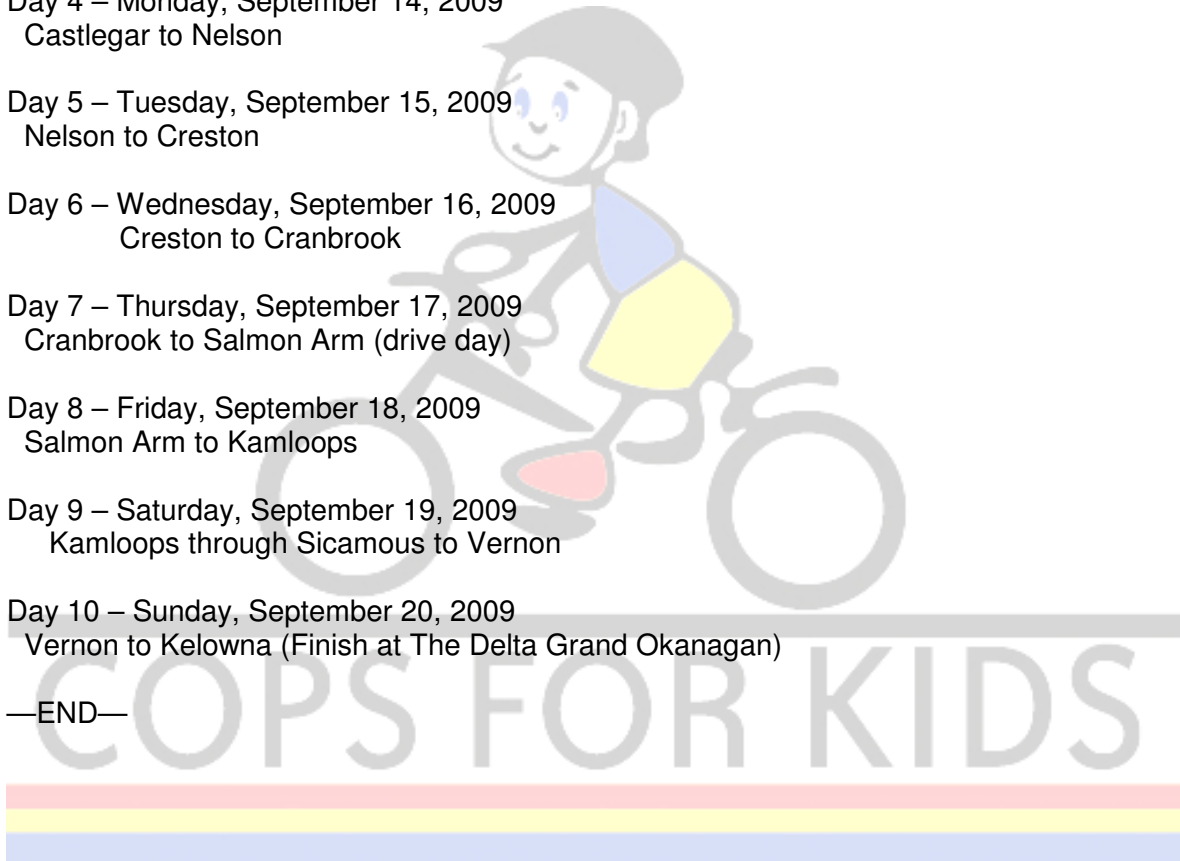 Day 4 – Monday, September 14, 2009
Castlegar to Nelson
Day 5 – Tuesday, September 15, 2009
Nelson to Creston
Day 6 – Wednesday, September 16, 2009
Creston to Cranbrook
Day 7 – Thursday, September 17, 2009
Cranbrook to Salmon Arm (drive day)
Day 8 – Friday, September 18, 2009
Salmon Arm to Kamloops
Day 9 – Saturday, September 19, 2009
Kamloops through Sicamous to Vernon
Day 10 – Sunday, September 20, 2009
Vernon to Kelowna (Finish at The Delta Grand Okanagan)
—END—
COPS FOR KIDS